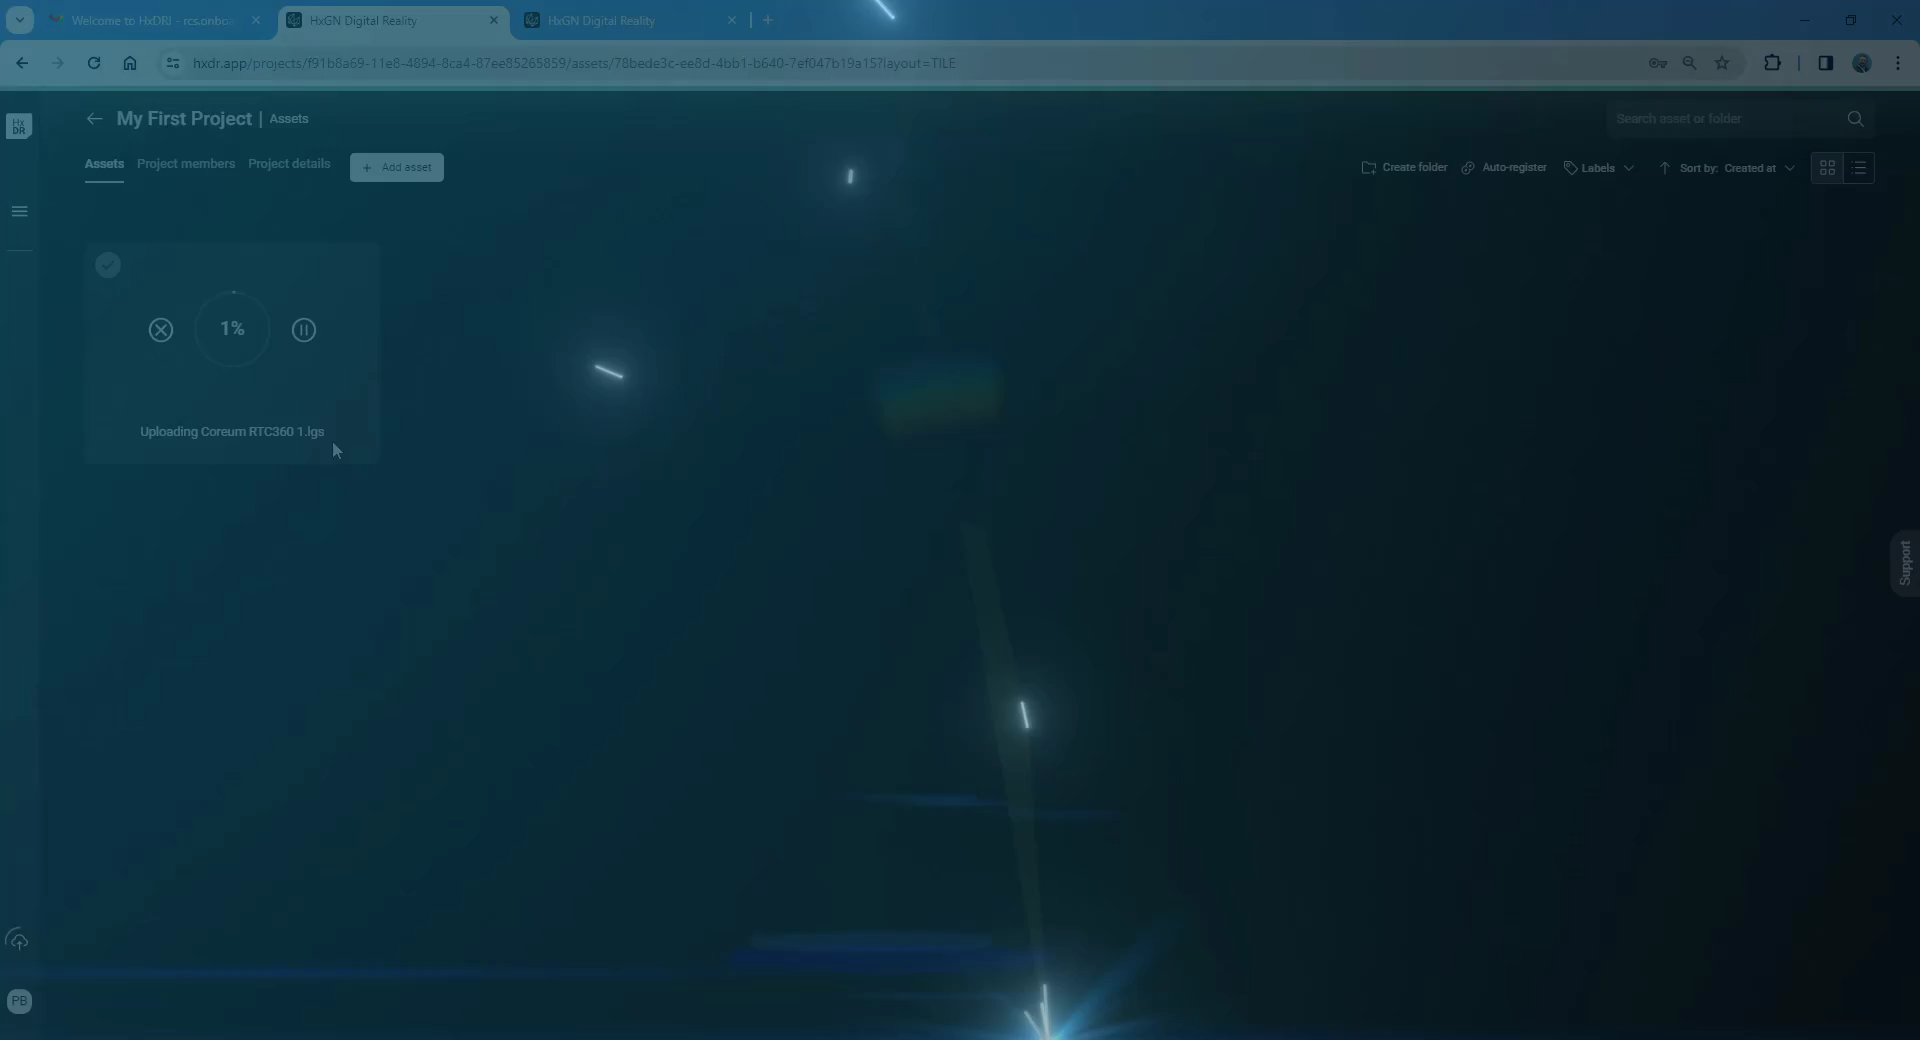 Welcome to HxDR! - rcs.onbo
HxGN Digital Reality
HxGN Digital Reality
hxdr.app/projects/f91b8a69-11e8-4894-8ca4-87ee85265859/assets/78bede3c-ee8d-4bb1-b640-7ef047b19a15?layout=TILE
Hx
DR
My First Project | Assets
Search asset or folder
Assets
Project members
Project details
+ Add asset
Create folder
Auto-register
Labels
Sort by: Created at
1%
Uploading Coreum RTC360 1.lgs
Support
PB